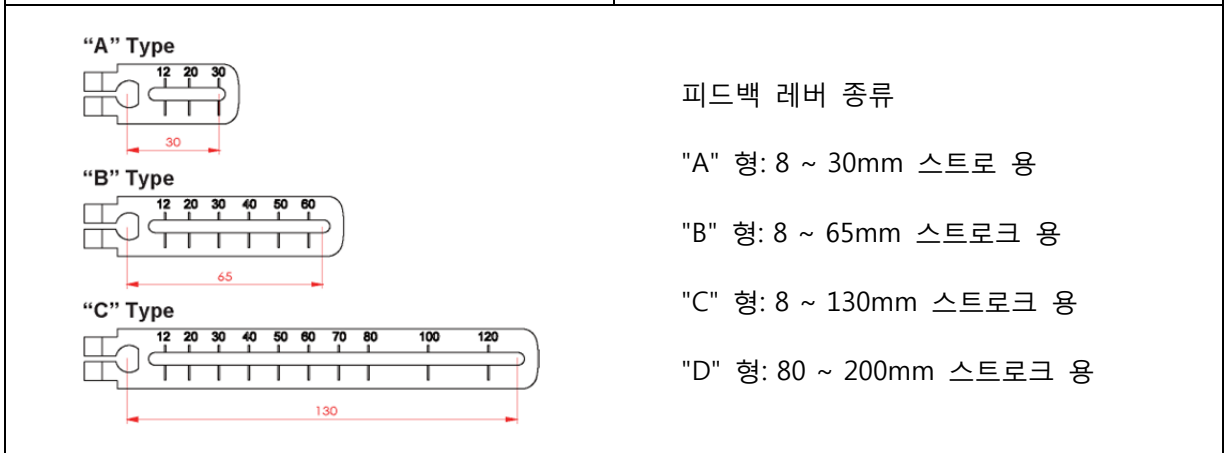 “A” Type
12 20 30
30
“B” Type
12 20 30 40 50 60
65
“C” Type
12 20 30 40 50 60 70 80 100 120
130
피드백 레버 종류
"A" 형: 8 ~ 30mm 스트로 용
"B" 형: 8 ~ 65mm 스트로크 용
"C" 형: 8 ~ 130mm 스트로크 용
"D" 형: 80 ~ 200mm 스트로크 용